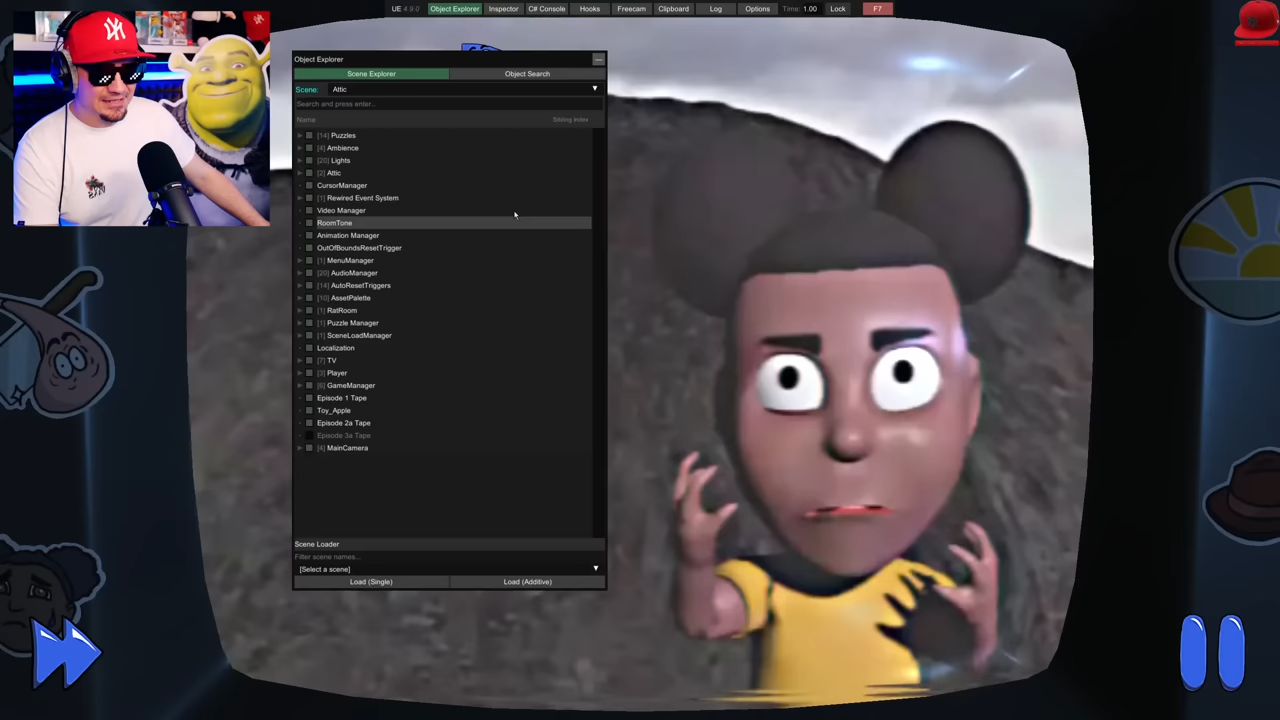 UE 4.9.0 Object Explorer Inspector C# Console Hooks Freecam Clipboard Log Options Time: 1.00 Lock F7
Object Explorer —
Scene Explorer Object Search
Scene: Attic ▼
Search and press enter...
Name Sibling Index
[14] Puzzles
[4] Ambience
[20] Lights
[2] Attic
CursorManager
[1] Rewired Event System
Video Manager
RoomTone
Animation Manager
OutOfBoundsResetTrigger
[1] MenuManager
[20] AudioManager
[14] AutoResetTriggers
[10] AssetPalette
[1] RatRoom
[1] Puzzle Manager
[1] SceneLoadManager
Localization
[7] TV
[3] Player
[6] GameManager
Episode 1 Tape
Toy_Apple
Episode 2a Tape
Episode 3a Tape
[4] MainCamera
Scene Loader
Filter scene names...
[Select a scene] ▼
Load (Single) Load (Additive)